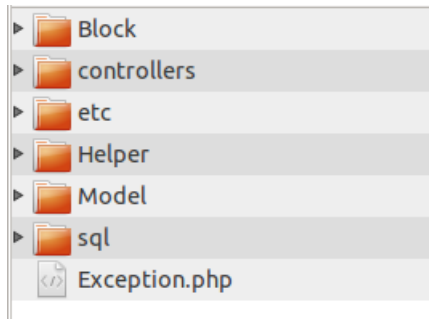 Block
controllers
etc
Helper
Model
sql
Exception.php